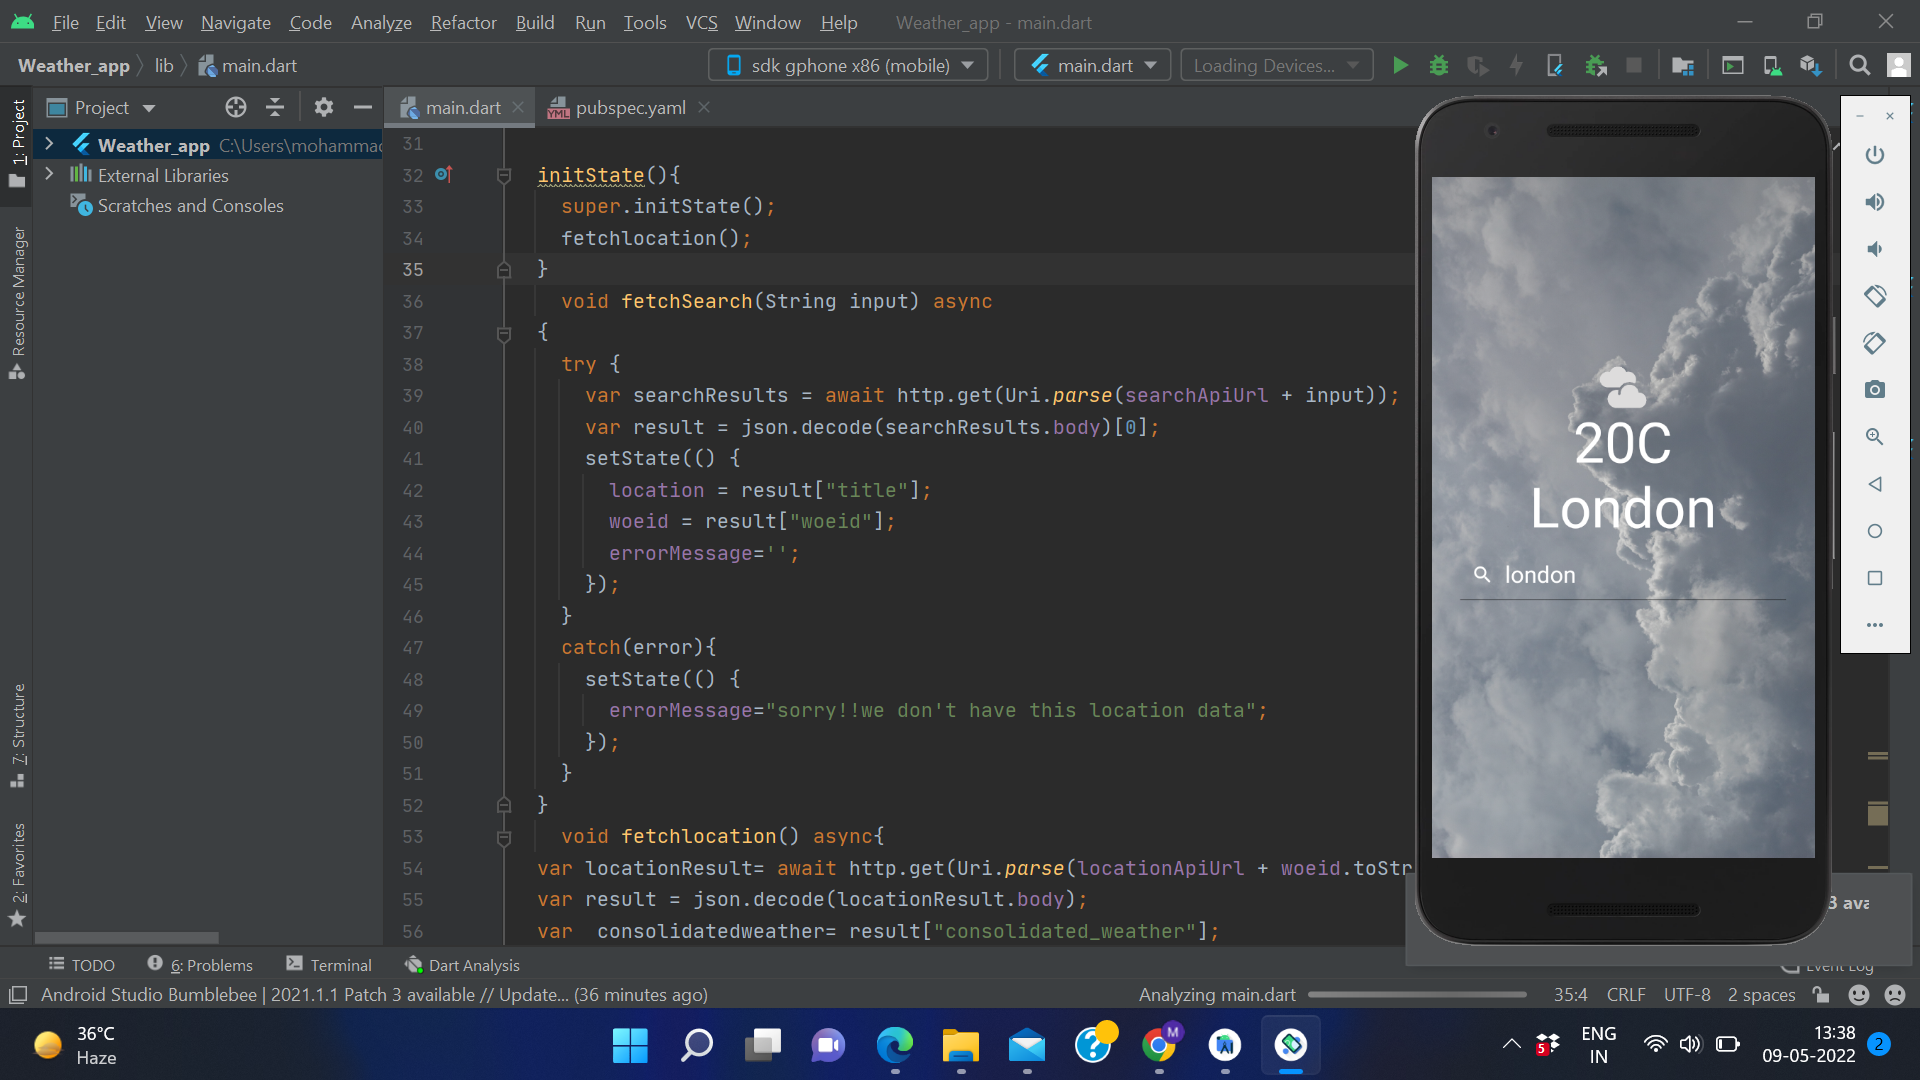 File Edit View Navigate Code Analyze Refactor Build Run Tools VCS Window Help Weather_app - main.dart
Weather_app lib main.dart sdk gphone x86 (mobile) main.dart Loading Devices...
Project main.dart pubspec.yaml
Weather_app C:\Users\mohammad
External Libraries
Scratches and Consoles
1: Project
Resource Manager
7: Structure
2: Favorites
31
32 initState(){
33 super.initState();
34 fetchlocation();
35 }
36 void fetchSearch(String input) async
37 {
38 try {
39 var searchResults = await http.get(Uri.parse(searchApiUrl + input));
40 var result = json.decode(searchResults.body)[0];
41 setState(() {
42 location = result["title"];
43 woeid = result["woeid"];
44 errorMessage='';
45 });
46 }
47 catch(error){
48 setState(() {
49 errorMessage="sorry!!we don't have this location data";
50 });
51 }
52 }
53 void fetchlocation() async{
54 var locationResult= await http.get(Uri.parse(locationApiUrl + woeid.toStr
55 var result = json.decode(locationResult.body);
56 var consolidatedweather= result["consolidated_weather"];
20C
London
london
3 ava
TODO 6: Problems Terminal Dart Analysis Event Log
Android Studio Bumblebee | 2021.1.1 Patch 3 available // Update... (36 minutes ago) Analyzing main.dart 35:4 CRLF UTF-8 2 spaces
36°C
Haze
M
5
ENG
IN
13:38
09-05-2022
2